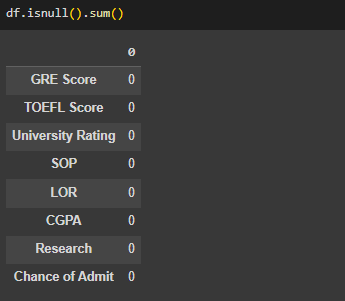 df.isnull().sum()
0
GRE Score 0
TOEFL Score 0
University Rating 0
SOP 0
LOR 0
CGPA 0
Research 0
Chance of Admit 0